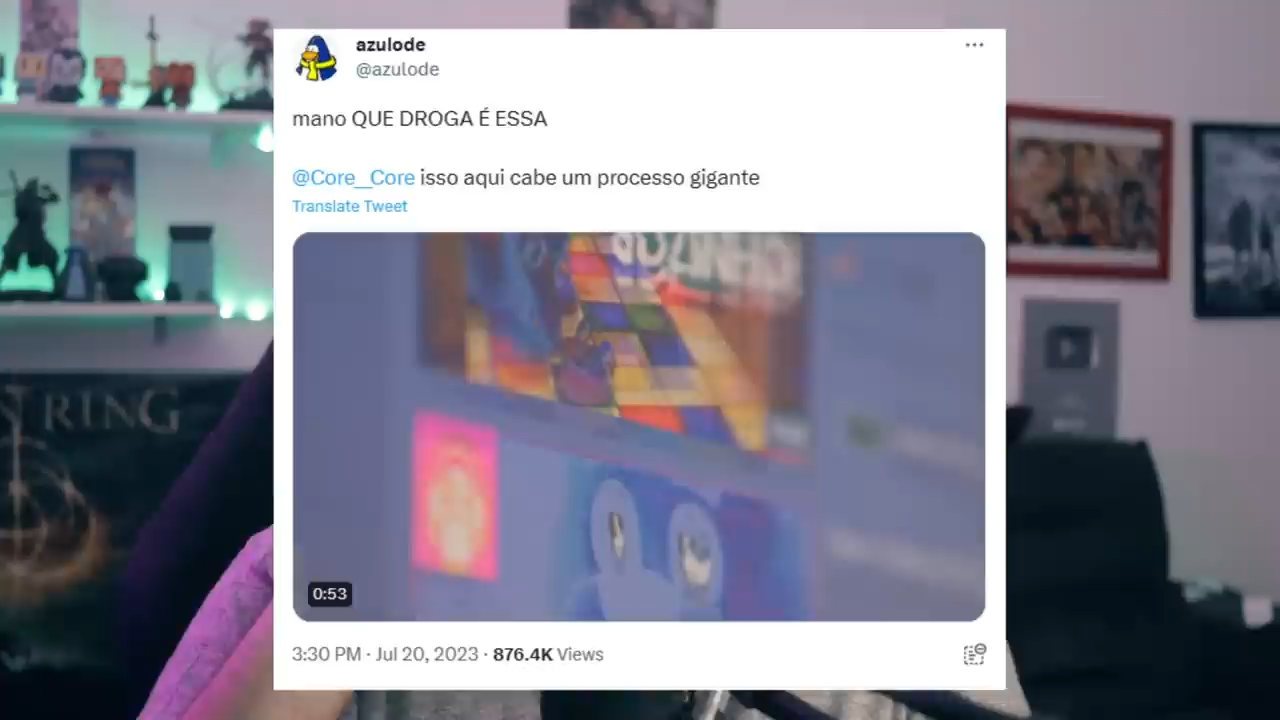 azulode
@azulode
mano QUE DROGA É ESSA
@Core_Core isso aqui cabe um processo gigante
Translate Tweet
0:53
3:30 PM · Jul 20, 2023 · 876.4K Views
RING